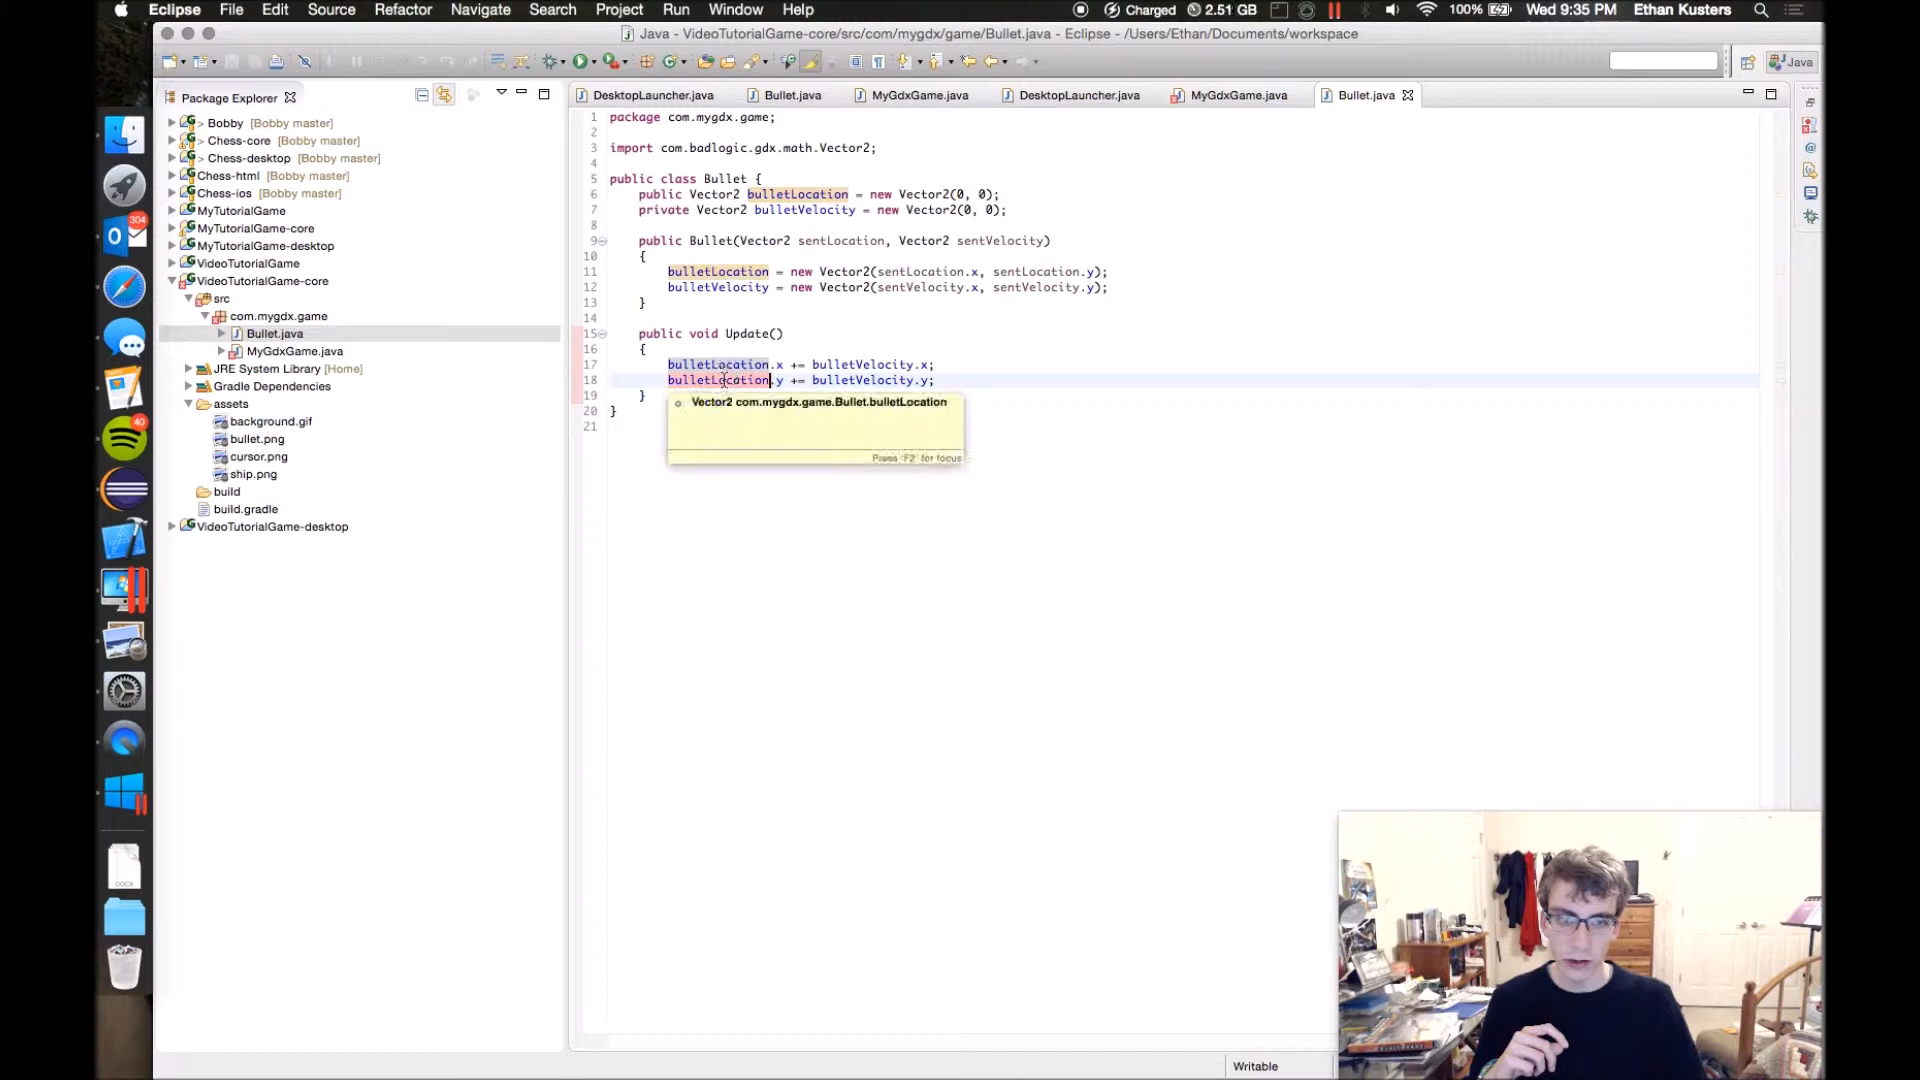 Eclipse File Edit Source Refactor Navigate Search Project Run Window Help Charged 2.51 GB 100% Wed 9:35 PM Ethan Kusters
Java - VideoTutorialGame-core/src/com/mygdx/game/Bullet.java - Eclipse - /Users/Ethan/Documents/workspace
Java
Package Explorer
DesktopLauncher.java Bullet.java MyGdxGame.java DesktopLauncher.java MyGdxGame.java Bullet.java
> Bobby [Bobby master]
> Chess-core [Bobby master]
> Chess-desktop [Bobby master]
Chess-html [Bobby master]
Chess-ios [Bobby master]
MyTutorialGame
MyTutorialGame-core
MyTutorialGame-desktop
VideoTutorialGame
VideoTutorialGame-core
src
com.mygdx.game
Bullet.java
MyGdxGame.java
JRE System Library [Home]
Gradle Dependencies
assets
background.gif
bullet.png
cursor.png
ship.png
build
build.gradle
VideoTutorialGame-desktop
304
40
DOCX
1 package com.mygdx.game;
2
3 import com.badlogic.gdx.math.Vector2;
4
5 public class Bullet {
6 public Vector2 bulletLocation = new Vector2(0, 0);
7 private Vector2 bulletVelocity = new Vector2(0, 0);
8
9 public Bullet(Vector2 sentLocation, Vector2 sentVelocity)
10 {
11 bulletLocation = new Vector2(sentLocation.x, sentLocation.y);
12 bulletVelocity = new Vector2(sentVelocity.x, sentVelocity.y);
13 }
14
15 public void Update()
16 {
17 bulletLocation.x += bulletVelocity.x;
18 bulletLocation.y += bulletVelocity.y;
19 }
20 }
21
Vector2 com.mygdx.game.Bullet.bulletLocation
Press 'F2' for focus
Writable